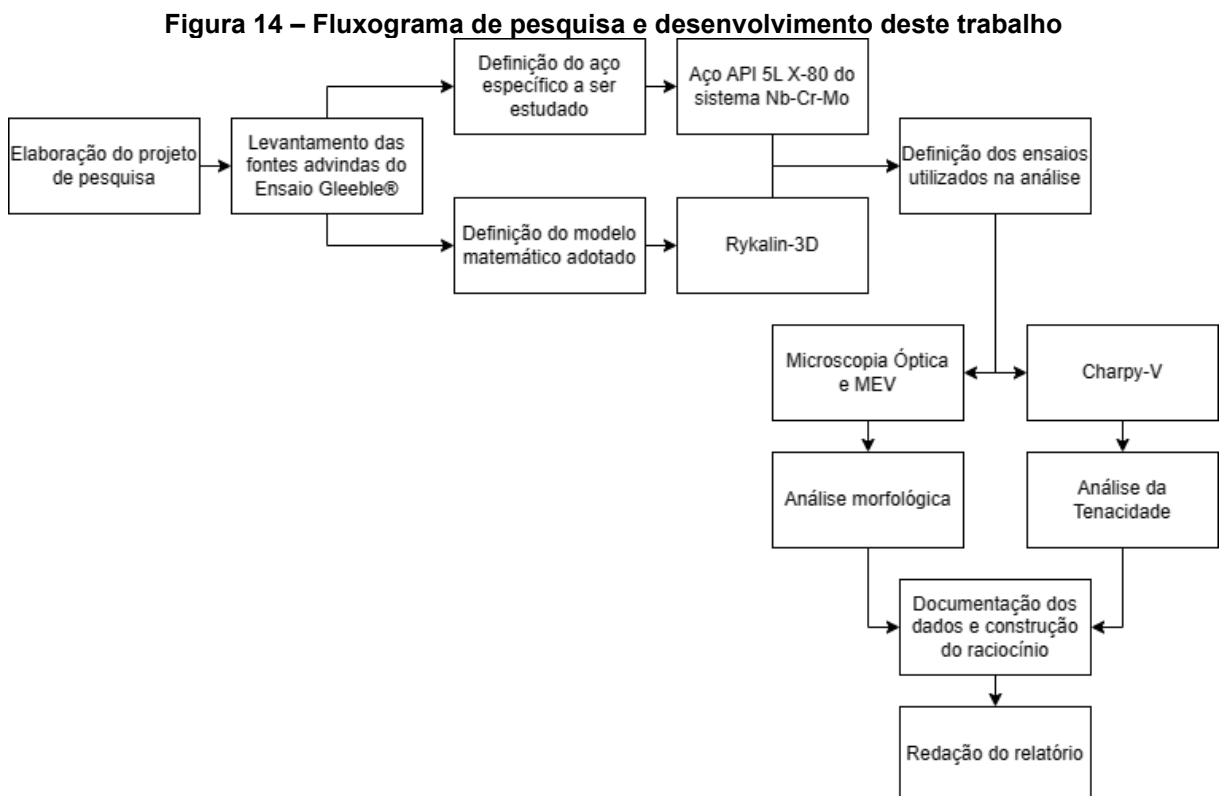 Figura 14 – Fluxograma de pesquisa e desenvolvimento deste trabalho
Definição do aço
específico a ser
estudado
Aço API 5L X-80 do
sistema Nb-Cr-Mo
Elaboração do projeto
de pesquisa
Levantamento das
fontes advindas do
Ensaio Gleeble®
Definição dos ensaios
utilizados na análise
Definição do modelo
matemático adotado
Rykalin-3D
Microscopia Óptica
e MEV
Charpy-V
Análise morfológica
Análise da
Tenacidade
Documentação dos
dados e construção
do raciocínio
Redação do relatório